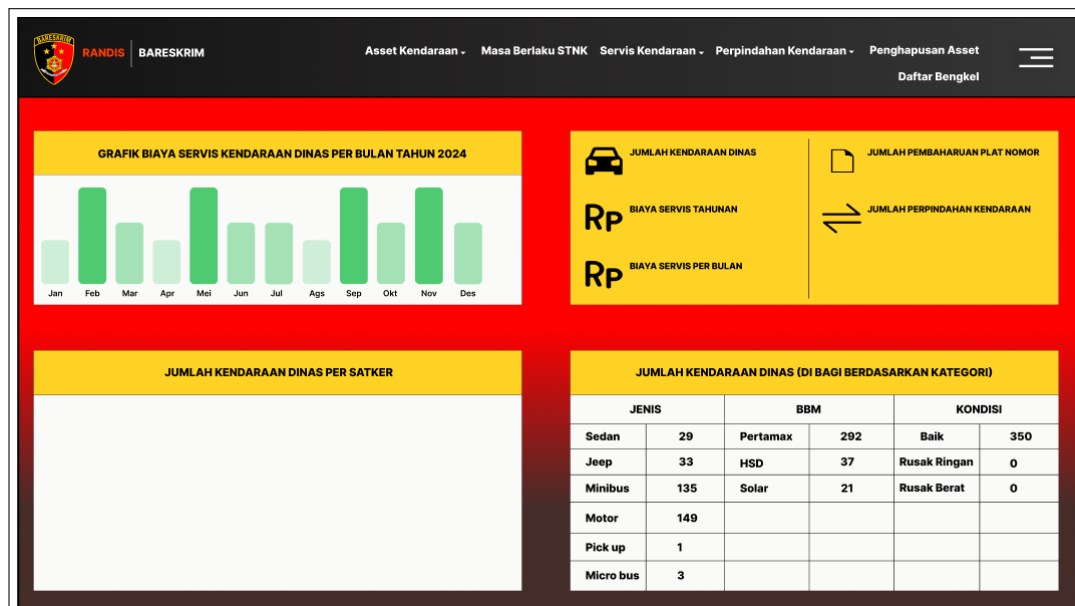 BARESKRIM
RANDIS BARESKRIM
Asset Kendaraan Masa Berlaku STNK Servis Kendaraan Perpindahan Kendaraan Penghapusan Asset
Daftar Bengkel
GRAFIK BIAYA SERVIS KENDARAAN DINAS PER BULAN TAHUN 2024
Jan Feb Mar Apr Mei Jun Jul Ags Sep Okt Nov Des
JUMLAH KENDARAAN DINAS
Rp BIAYA SERVIS TAHUNAN
Rp BIAYA SERVIS PER BULAN
JUMLAH PEMBAHARUAN PLAT NOMOR
JUMLAH PERPINDAHAN KENDARAAN
JUMLAH KENDARAAN DINAS PER SATKER
JUMLAH KENDARAAN DINAS (DI BAGI BERDASARKAN KATEGORI)
JENIS BBM KONDISI
Sedan 29 Pertamax 292 Baik 350
Jeep 33 HSD 37 Rusak Ringan 0
Minibus 135 Solar 21 Rusak Berat 0
Motor 149
Pick up 1
Micro bus 3